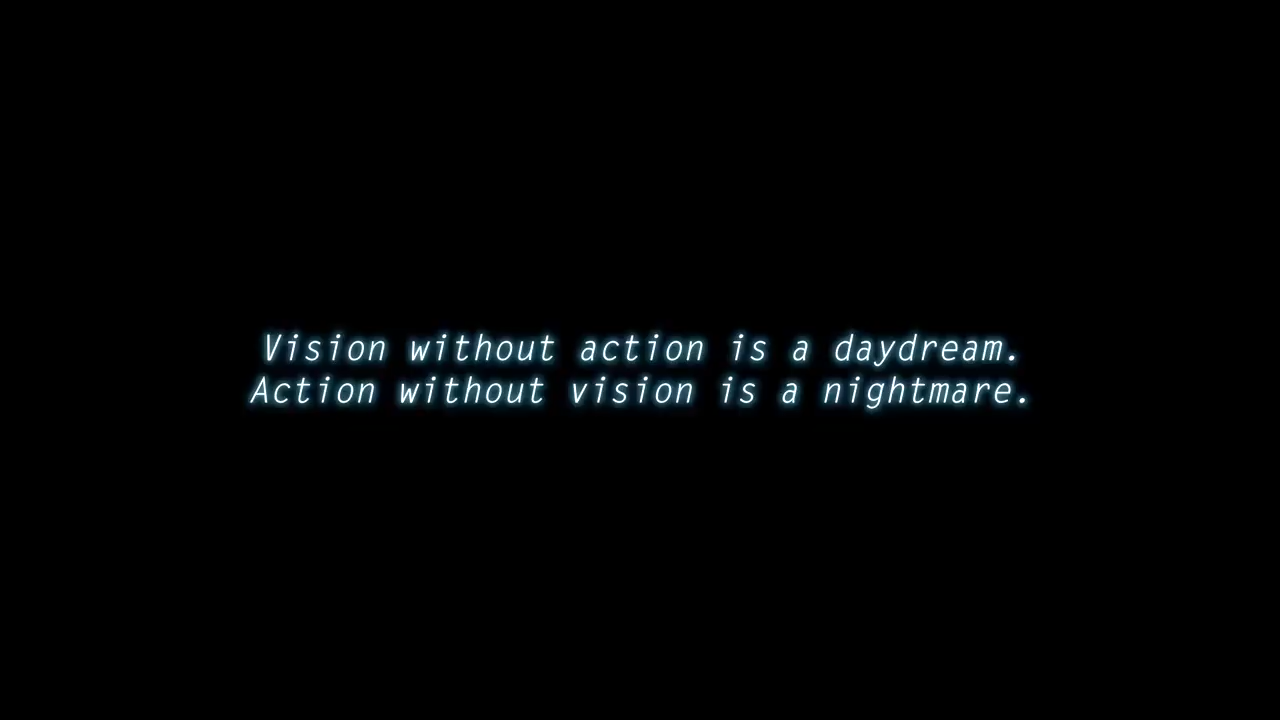 Vision without action is a daydream.
Action without vision is a nightmare.